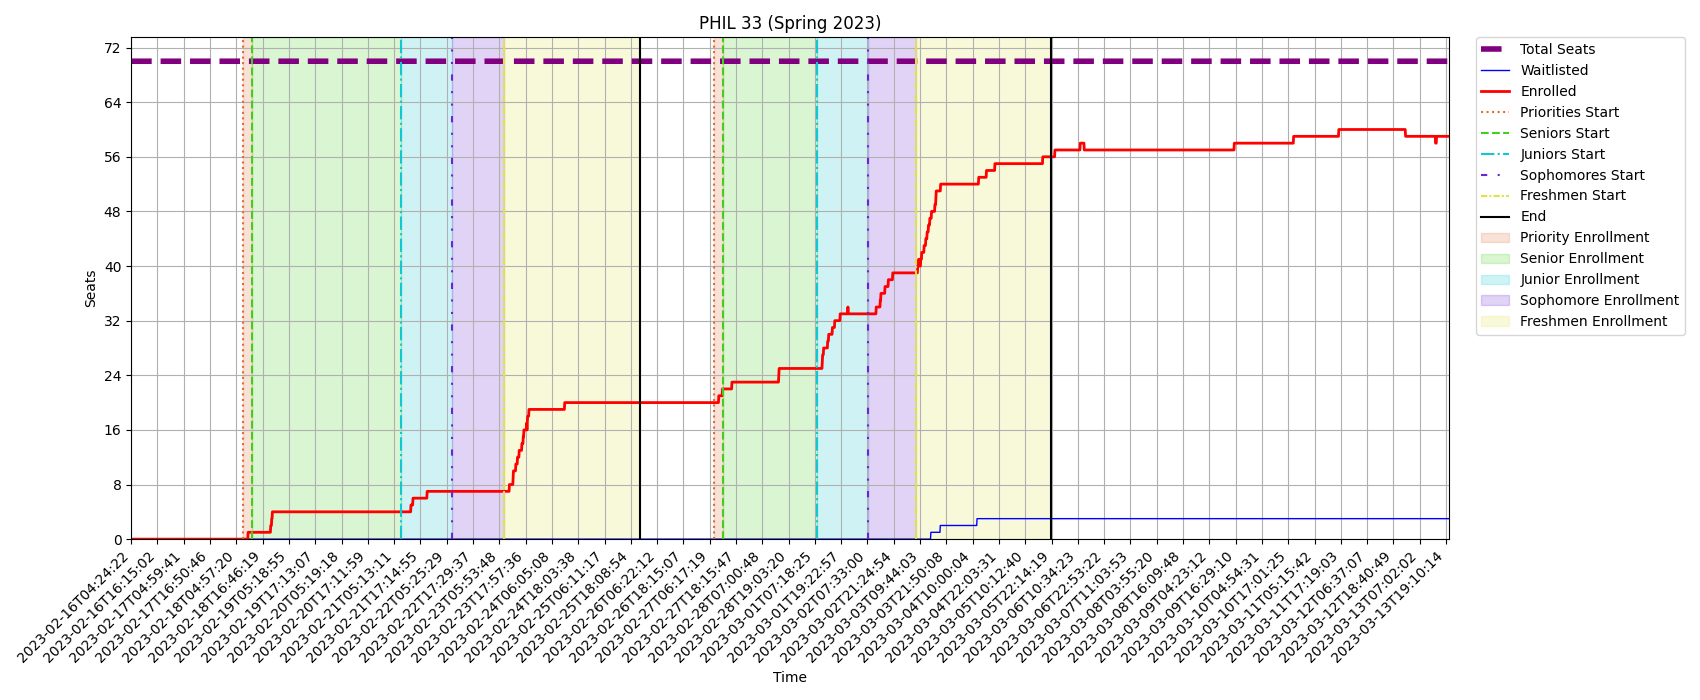 PHIL 33 (Spring 2023)
72
64
56
48
40
32
24
16
8
0
Seats
2023-02-16T04:24:22
2023-02-16T16:15:02
2023-02-17T04:59:41
2023-02-17T16:50:46
2023-02-18T04:57:20
2023-02-18T16:46:19
2023-02-19T05:18:55
2023-02-19T17:13:07
2023-02-20T05:19:18
2023-02-20T17:11:59
2023-02-21T05:13:11
2023-02-21T17:14:55
2023-02-22T05:25:29
2023-02-22T17:29:37
2023-02-23T05:53:48
2023-02-23T17:57:36
2023-02-24T06:05:08
2023-02-24T18:03:38
2023-02-25T06:11:17
2023-02-25T18:08:54
2023-02-26T06:22:12
2023-02-26T18:15:07
2023-02-27T06:17:19
2023-02-27T18:15:47
2023-02-28T07:00:48
2023-02-28T19:03:20
2023-03-01T07:18:25
2023-03-01T19:22:57
2023-03-02T07:33:00
2023-03-02T21:24:54
2023-03-03T09:44:03
2023-03-03T21:50:09
2023-03-04T10:00:04
2023-03-04T22:03:31
2023-03-05T10:12:40
2023-03-05T22:14:19
2023-03-06T10:34:23
2023-03-06T22:53:22
2023-03-07T11:03:53
2023-03-08T03:55:20
2023-03-08T16:09:48
2023-03-09T04:23:12
2023-03-09T16:29:10
2023-03-10T04:54:31
2023-03-10T17:01:25
2023-03-11T05:15:42
2023-03-11T17:19:03
2023-03-12T06:37:07
2023-03-12T18:40:49
2023-03-13T07:02:02
2023-03-13T19:10:14
Time
Total Seats
Waitlisted
Enrolled
Priorities Start
Seniors Start
Juniors Start
Sophomores Start
Freshmen Start
End
Priority Enrollment
Senior Enrollment
Junior Enrollment
Sophomore Enrollment
Freshmen Enrollment